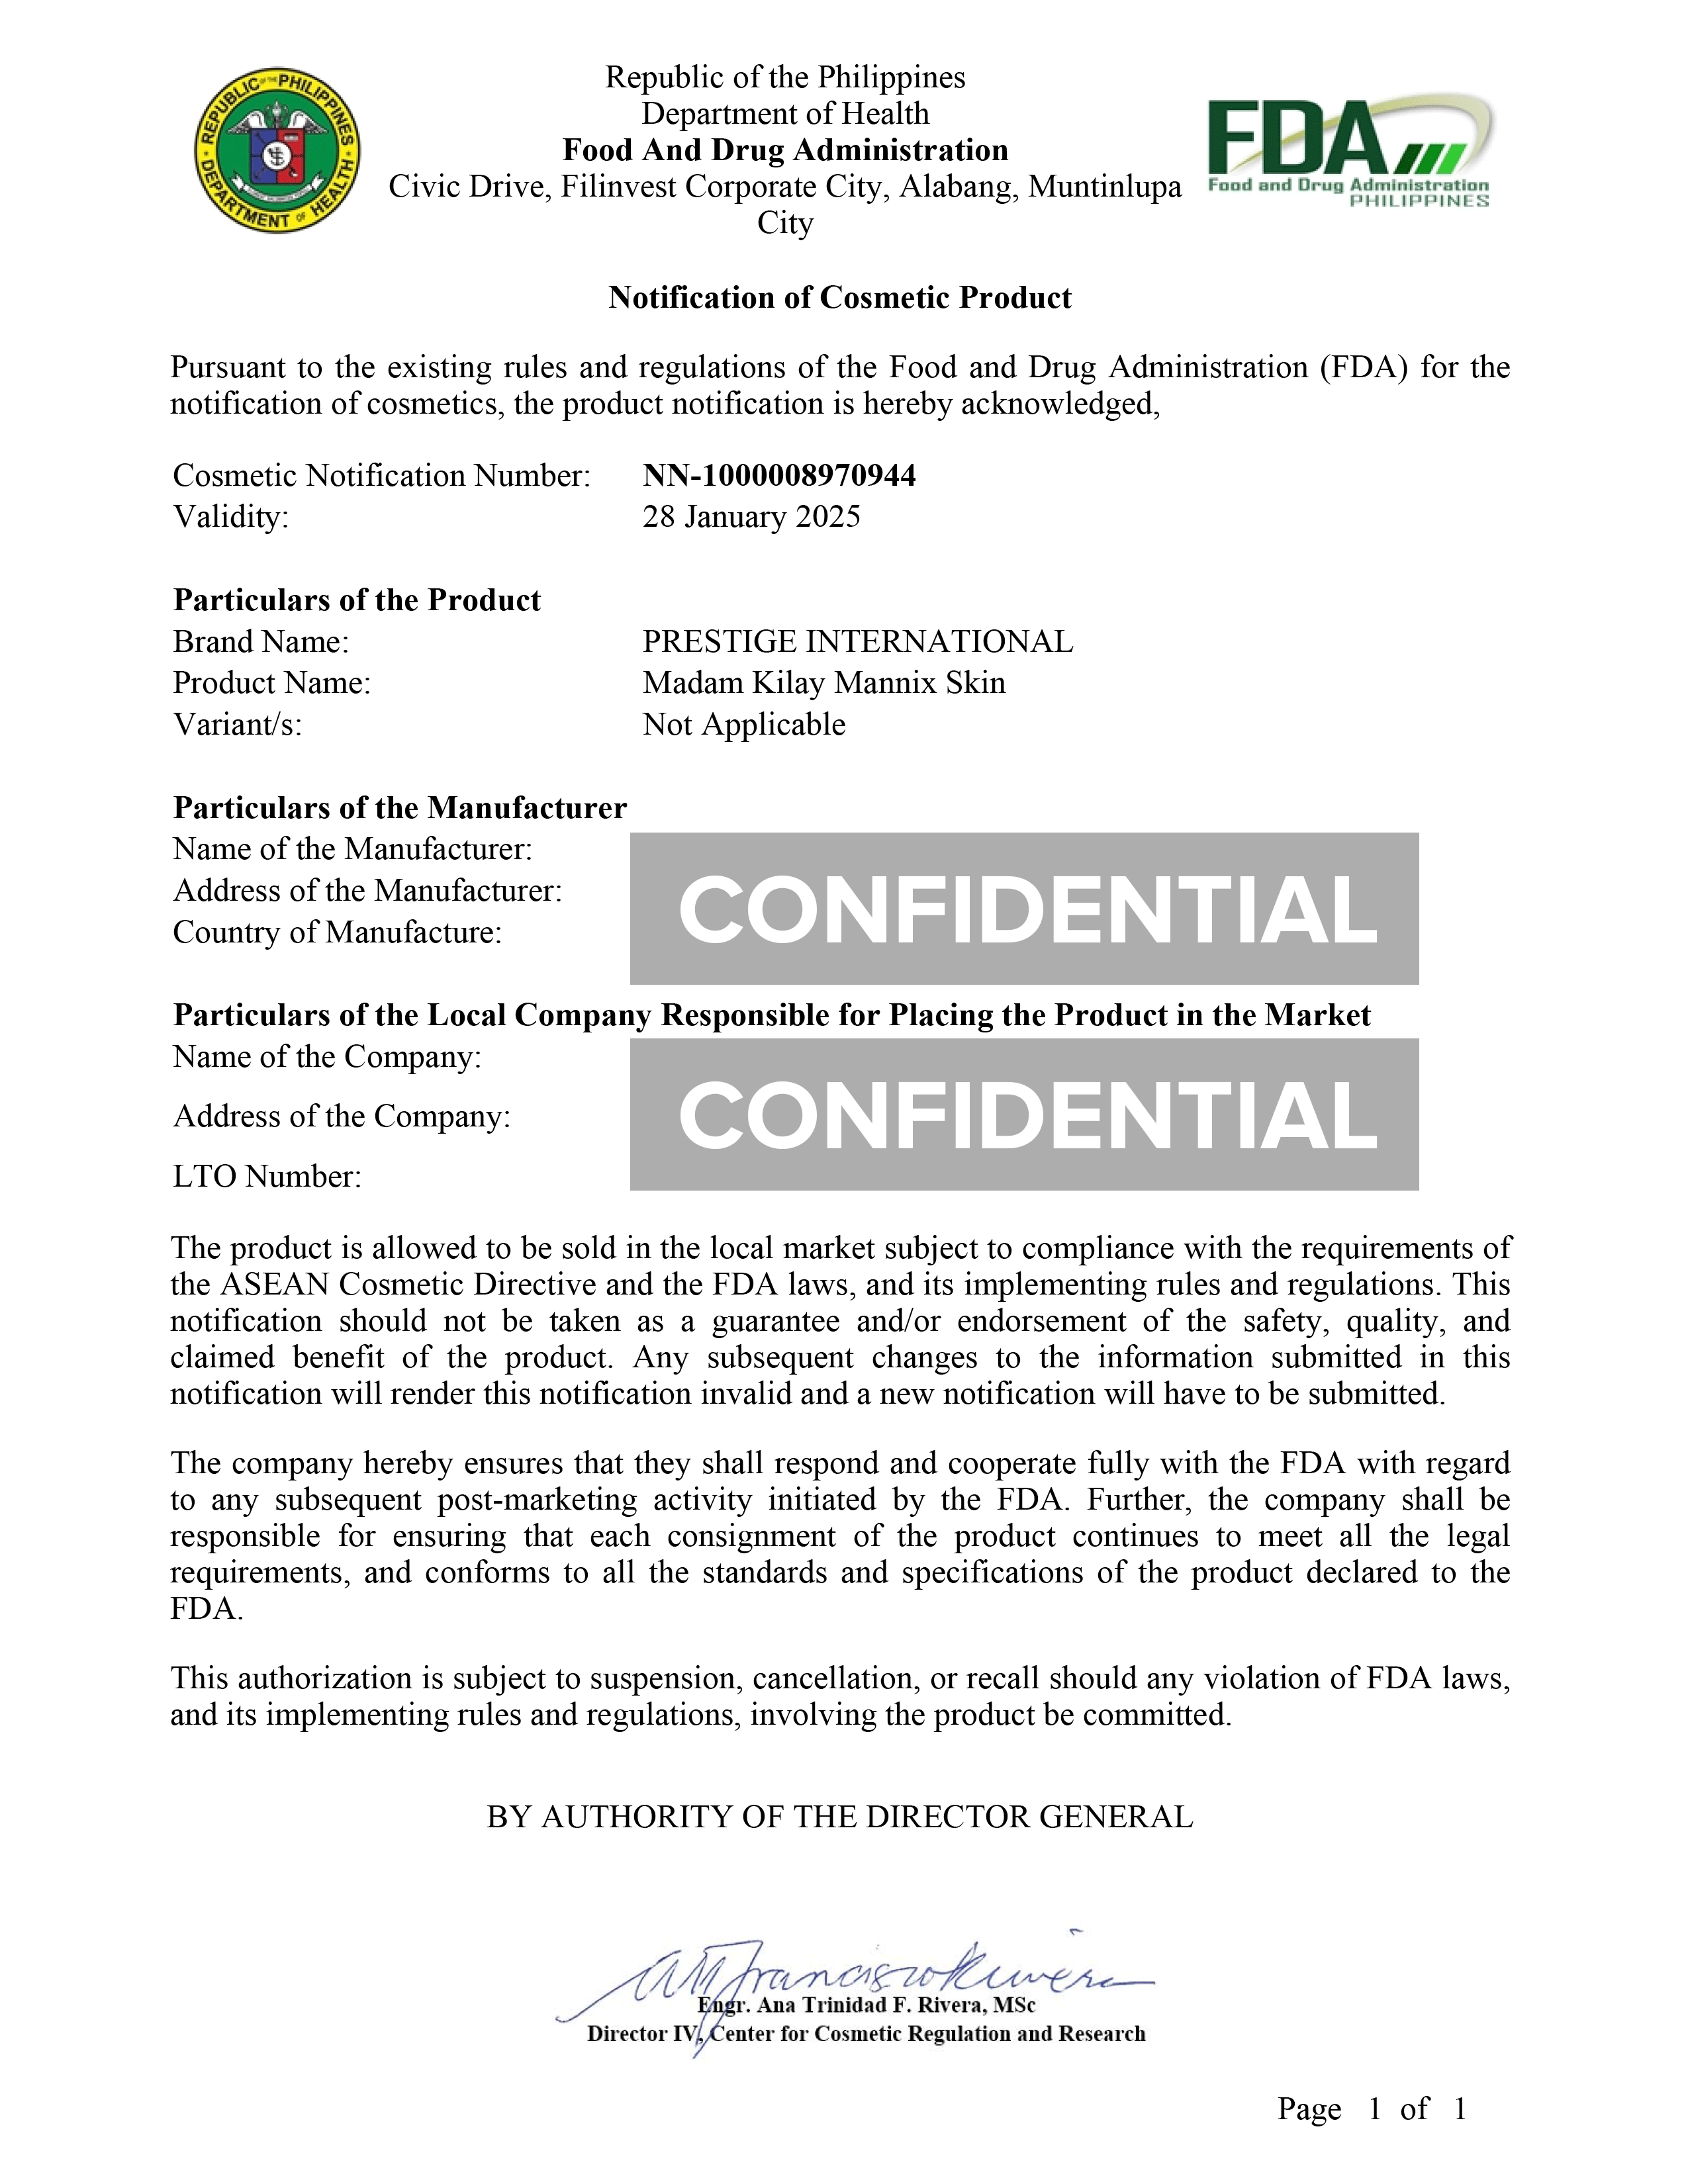 Republic of the Philippines
Department of Health
Food And Drug Administration
Civic Drive, Filinvest Corporate City, Alabang, Muntinlupa
City
REPUBLIC OF THE PHILIPPINES
DEPARTMENT OF HEALTH
FDA
Food and Drug Administration
PHILIPPINES
Notification of Cosmetic Product
Pursuant to the existing rules and regulations of the Food and Drug Administration (FDA) for the
notification of cosmetics, the product notification is hereby acknowledged,
Cosmetic Notification Number: NN-1000008970944
Validity: 28 January 2025
Particulars of the Product
Brand Name: PRESTIGE INTERNATIONAL
Product Name: Madam Kilay Mannix Skin
Variant/s: Not Applicable
Particulars of the Manufacturer
Name of the Manufacturer:
Address of the Manufacturer:
Country of Manufacture:
CONFIDENTIAL
Particulars of the Local Company Responsible for Placing the Product in the Market
Name of the Company:
Address of the Company:
LTO Number:
CONFIDENTIAL
The product is allowed to be sold in the local market subject to compliance with the requirements of
the ASEAN Cosmetic Directive and the FDA laws, and its implementing rules and regulations. This
notification should not be taken as a guarantee and/or endorsement of the safety, quality, and
claimed benefit of the product. Any subsequent changes to the information submitted in this
notification will render this notification invalid and a new notification will have to be submitted.
The company hereby ensures that they shall respond and cooperate fully with the FDA with regard
to any subsequent post-marketing activity initiated by the FDA. Further, the company shall be
responsible for ensuring that each consignment of the product continues to meet all the legal
requirements, and conforms to all the standards and specifications of the product declared to the
FDA.
This authorization is subject to suspension, cancellation, or recall should any violation of FDA laws,
and its implementing rules and regulations, involving the product be committed.
BY AUTHORITY OF THE DIRECTOR GENERAL
Engr. Ana Trinidad F. Rivera, MSc
Director IV, Center for Cosmetic Regulation and Research
Page 1 of 1